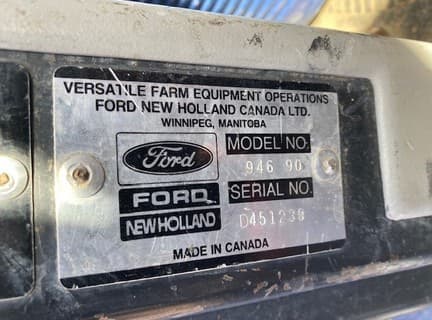 VERSATILE FARM EQUIPMENT OPERATIONS
FORD NEW HOLLAND CANADA LTD.
WINNIPEG, MANITOBA
Ford
MODEL NO.
946 90
FORD
SERIAL NO.
NEW HOLLAND
D451238
MADE IN CANADA